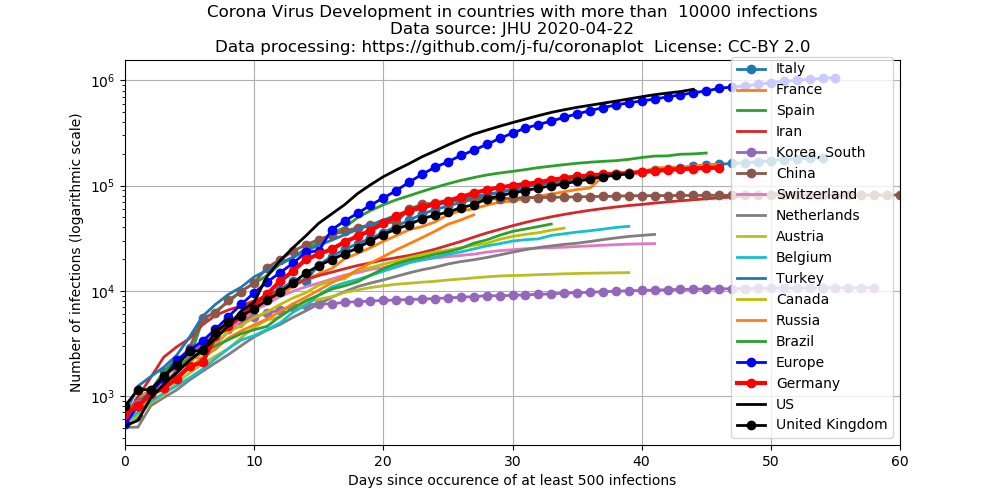 Corona Virus Development in countries with more than  10000 infections
Data source: JHU 2020-04-22
Data processing: https://github.com/j-fu/coronaplot  License: CC-BY 2.0
Number of infections (logarithmic scale)
10⁶
10⁵
10⁴
10³
Italy
France
Spain
Iran
Korea, South
China
Switzerland
Netherlands
Austria
Belgium
Turkey
Canada
Russia
Brazil
Europe
Germany
US
United Kingdom
0 10 20 30 40 50 60
Days since occurence of at least 500 infections